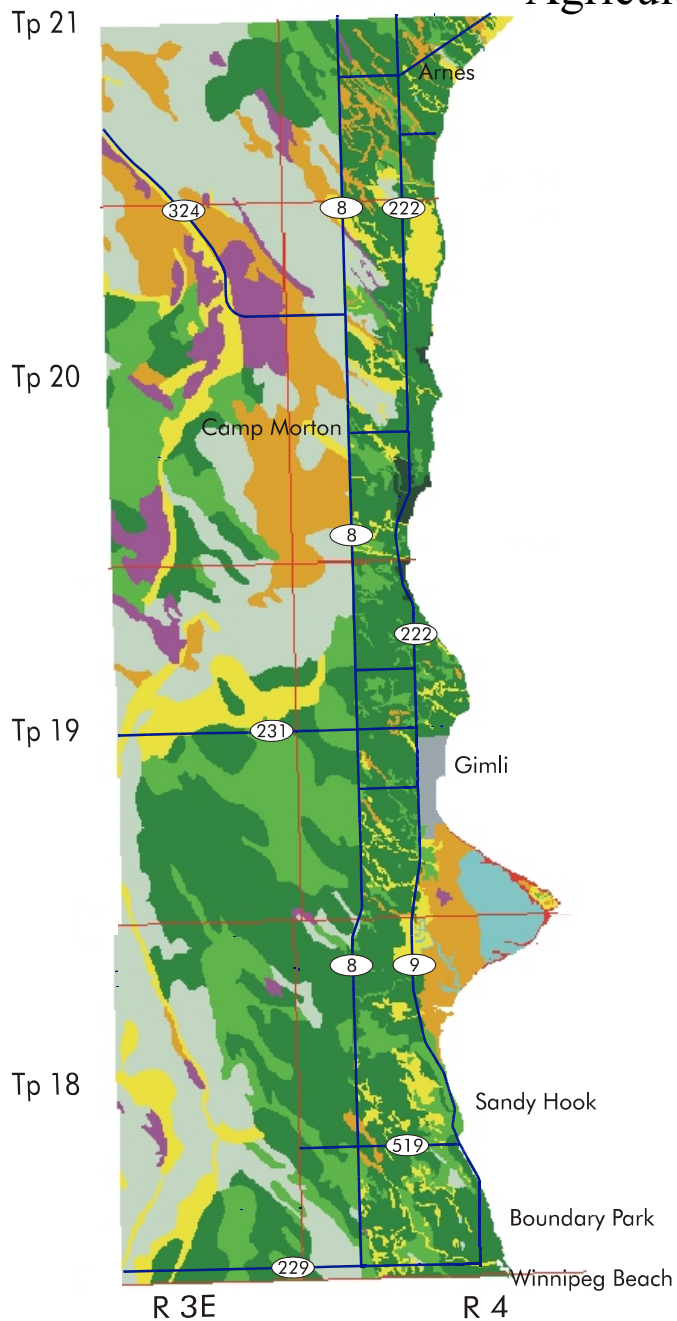 Tp 21
Arnes
324
8
222
Tp 20
Camp Morton
8
222
Tp 19
231
Gimli
8
9
Tp 18
Sandy Hook
519
Boundary Park
229
Winnipeg Beach
R 3E
R 4